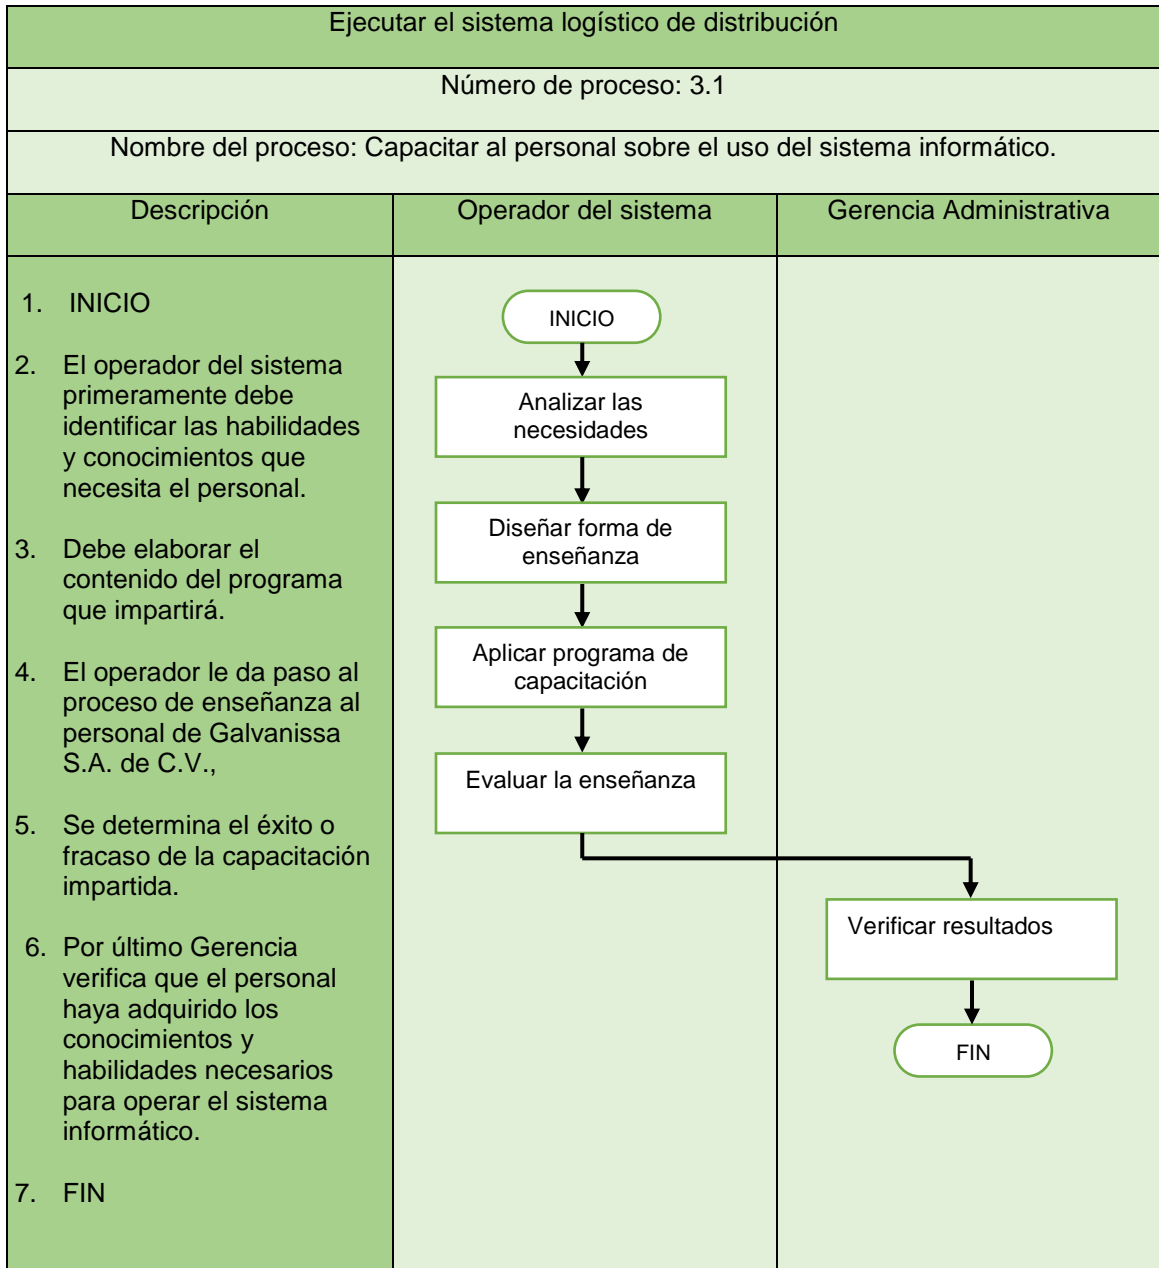 Ejecutar el sistema logístico de distribución
Número de proceso: 3.1
Nombre del proceso: Capacitar al personal sobre el uso del sistema informático.
Descripción
Operador del sistema
Gerencia Administrativa
1. INICIO
2. El operador del sistema
primeramente debe
identificar las habilidades
y conocimientos que
necesita el personal.
3. Debe elaborar el
contenido del programa
que impartirá.
4. El operador le da paso al
proceso de enseñanza al
personal de Galvanissa
S.A. de C.V.,
5. Se determina el éxito o
fracaso de la capacitación
impartida.
6. Por último Gerencia
verifica que el personal
haya adquirido los
conocimientos y
habilidades necesarios
para operar el sistema
informático.
7. FIN
INICIO
Analizar las
necesidades
Diseñar forma de
enseñanza
Aplicar programa de
capacitación
Evaluar la enseñanza
Verificar resultados
FIN